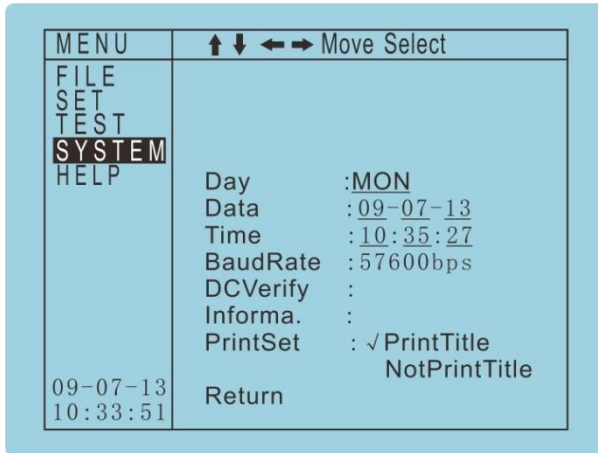 MENU
↑ ↓ ← → Move Select
FILE
SET
TEST
SYSTEM
HELP
Day :MON
Data :09-07-13
Time :10:35:27
BaudRate :57600bps
DCVerify :
Informa. :
PrintSet :√PrintTitle
NotPrintTitle
Return
09-07-13
10:33:51